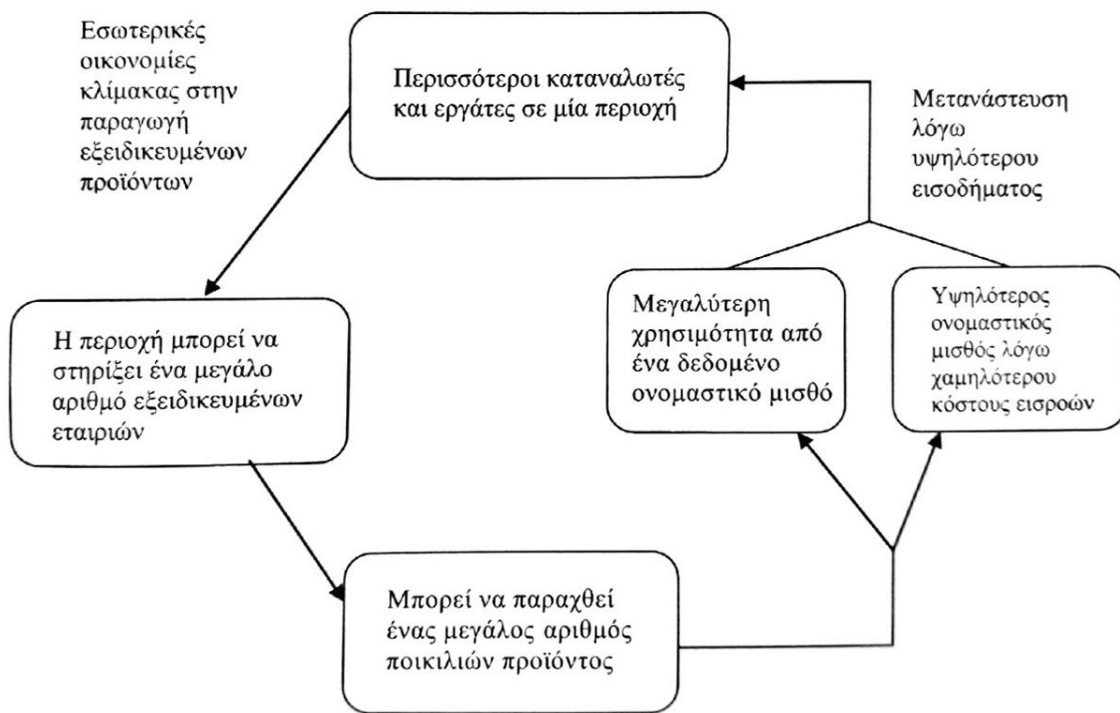 Εσωτερικές
οικονομίες
κλίμακας στην
παραγωγή
εξειδικευμένων
προϊόντων
Περισσότεροι καταναλωτές
και εργάτες σε μία περιοχή
Μετανάστευση
λόγω
υψηλότερου
εισοδήματος
Η περιοχή μπορεί να
στηρίξει ένα μεγάλο
αριθμό εξειδικευμένων
εταιριών
Μεγαλύτερη
χρησιμότητα από
ένα δεδομένο
ονομαστικό μισθό
Υψηλότερος
ονομαστικός
μισθός λόγω
χαμηλότερου
κόστους εισροών
Μπορεί να παραχθεί
ένας μεγάλος αριθμός
ποικιλιών προϊόντος